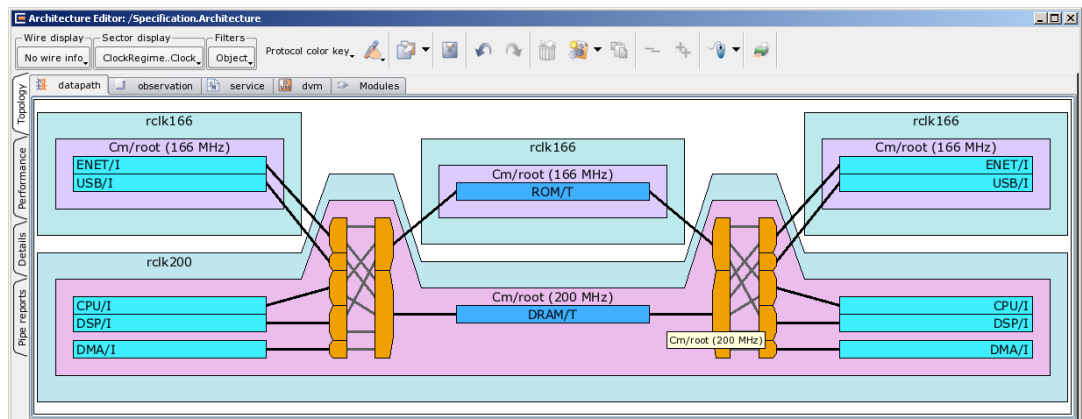 Architecture Editor: /Specification.Architecture
Wire display Sector display Filters
No wire info ClockRegime..Clock Object Protocol color key
datapath observation service dvm Modules
Topology
Performance
Details
Pipe reports
rclk166
Cm/root (166 MHz)
ENET/I
USB/I
rclk166
Cm/root (166 MHz)
ROM/T
rclk166
Cm/root (166 MHz)
ENET/I
USB/I
rclk200
CPU/I
DSP/I
DMA/I
Cm/root (200 MHz)
DRAM/T
Cm/root (200 MHz)
CPU/I
DSP/I
DMA/I